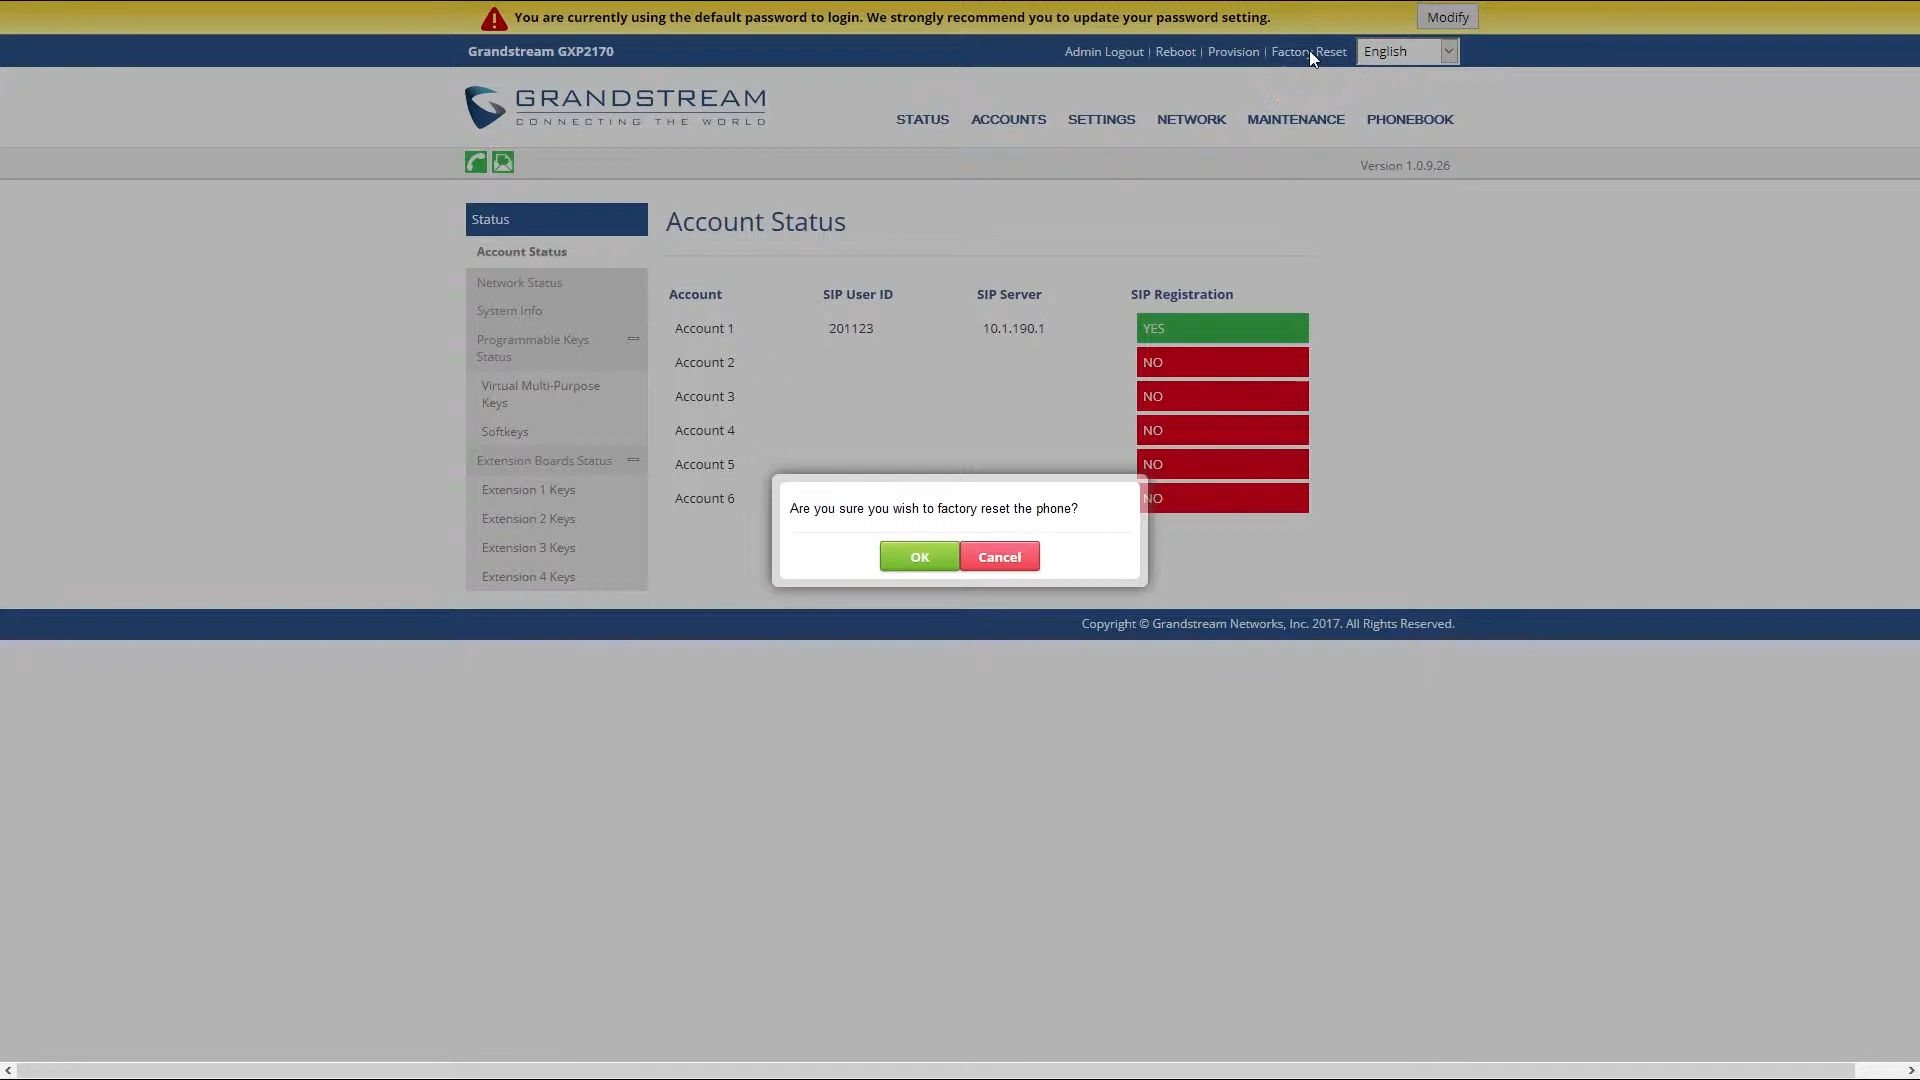 You are currently using the default password to login. We strongly recommend you to update your password setting.
Modify
Grandstream GXP2170
Admin Logout | Reboot | Provision | Factory Reset
English
GRANDSTREAM
CONNECTING THE WORLD
STATUS ACCOUNTS SETTINGS NETWORK MAINTENANCE PHONEBOOK
Version 1.0.9.26
Status
Account Status
Network Status
System Info
Programmable Keys
Status
Virtual Multi-Purpose
Keys
Softkeys
Extension Boards Status
Extension 1 Keys
Extension 2 Keys
Extension 3 Keys
Extension 4 Keys
Account Status
Account SIP User ID SIP Server SIP Registration
Account 1 201123 10.1.190.1 YES
Account 2 NO
Account 3 NO
Account 4 NO
Account 5 NO
Account 6 NO
Are you sure you wish to factory reset the phone?
OK Cancel
Copyright © Grandstream Networks, Inc. 2017. All Rights Reserved.